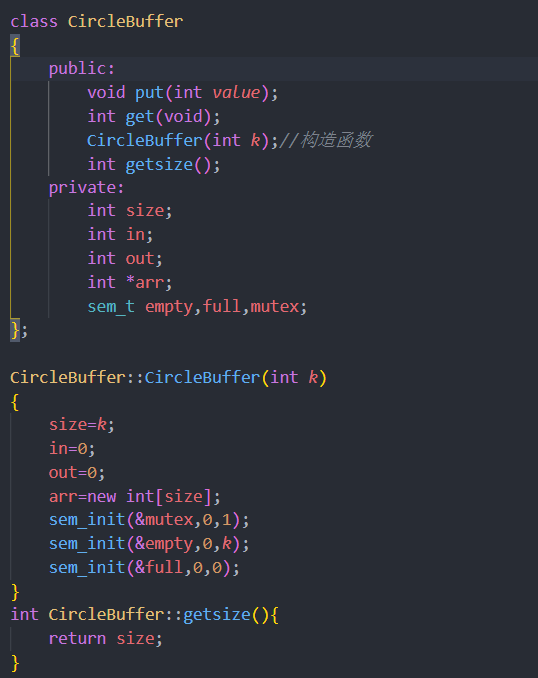 class CircleBuffer
{
    public:
        void put(int value);
        int get(void);
        CircleBuffer(int k);//构造函数
        int getsize();
    private:
        int size;
        int in;
        int out;
        int *arr;
        sem_t empty,full,mutex;
};

CircleBuffer::CircleBuffer(int k)
{
    size=k;
    in=0;
    out=0;
    arr=new int[size];
    sem_init(&mutex,0,1);
    sem_init(&empty,0,k);
    sem_init(&full,0,0);
}
int CircleBuffer::getsize(){
    return size;
}